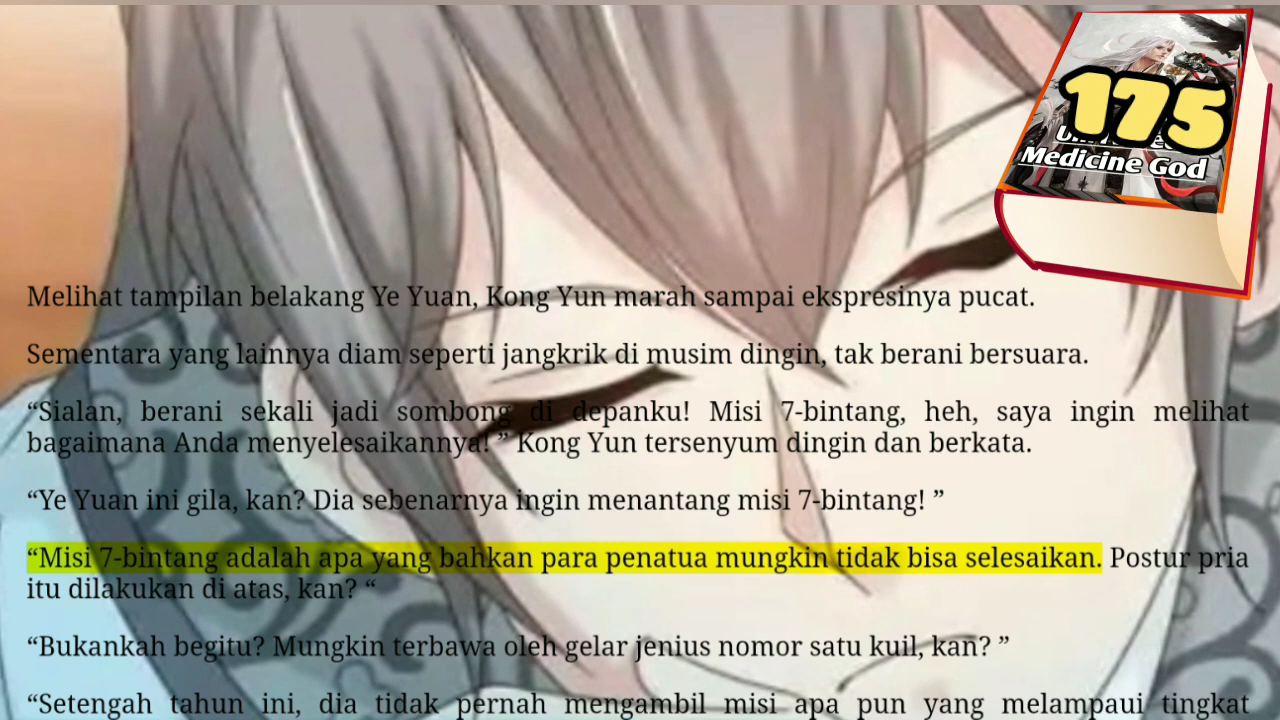 175
Medicine God
Melihat tampilan belakang Ye Yuan, Kong Yun marah sampai ekspresinya pucat.
Sementara yang lainnya diam seperti jangkrik di musim dingin, tak berani bersuara.
“Sialan, berani sekali jadi sombong di depanku! Misi 7-bintang, heh, saya ingin melihat
bagaimana Anda menyelesaikannya! ” Kong Yun tersenyum dingin dan berkata.
“Ye Yuan ini gila, kan? Dia sebenarnya ingin menantang misi 7-bintang! ”
“Misi 7-bintang adalah apa yang bahkan para penatua mungkin tidak bisa selesaikan. Postur pria
itu dilakukan di atas, kan? “
“Bukankah begitu? Mungkin terbawa oleh gelar jenius nomor satu kuil, kan? ”
“Setengah tahun ini, dia tidak pernah mengambil misi apa pun yang melampaui tingkat